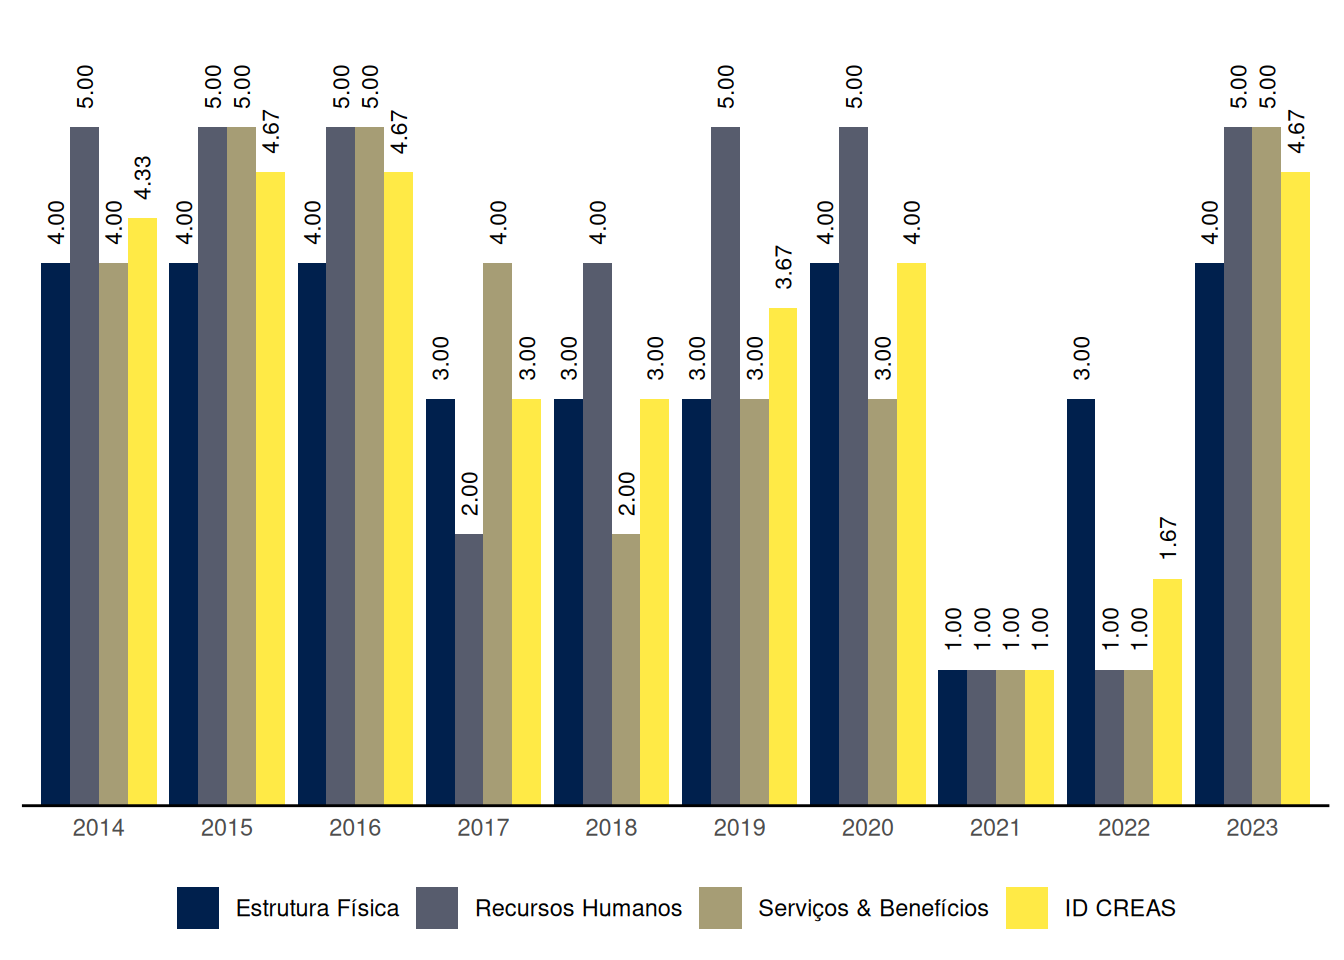 4.00 5.00 4.00 4.33
4.00 5.00 5.00 4.67
4.00 5.00 5.00 4.67
3.00 2.00 4.00 3.00
3.00 4.00 2.00 3.00
3.00 5.00 3.00 3.67
4.00 5.00 3.00 4.00
1.00 1.00 1.00 1.00
3.00 1.00 1.00 1.67
4.00 5.00 5.00 4.67
2014 2015 2016 2017 2018 2019 2020 2021 2022 2023
Estrutura Física Recursos Humanos Serviços & Benefícios ID CREAS